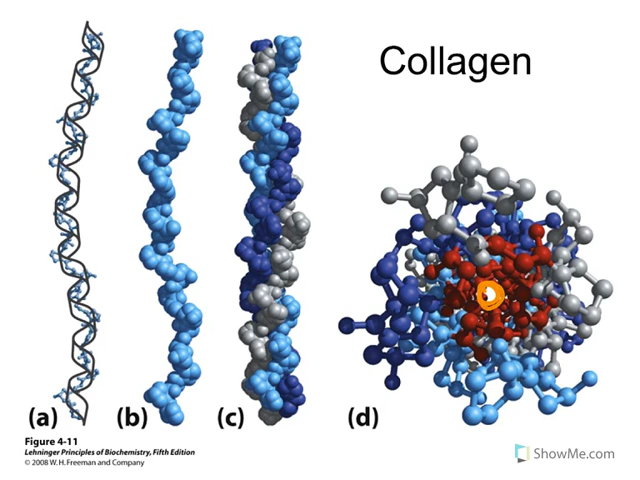 Collagen
(a) (b) (c) (d)
Figure 4-11
Lehninger Principles of Biochemistry, Fifth Edition
© 2008 W. H. Freeman and Company
ShowMe.com